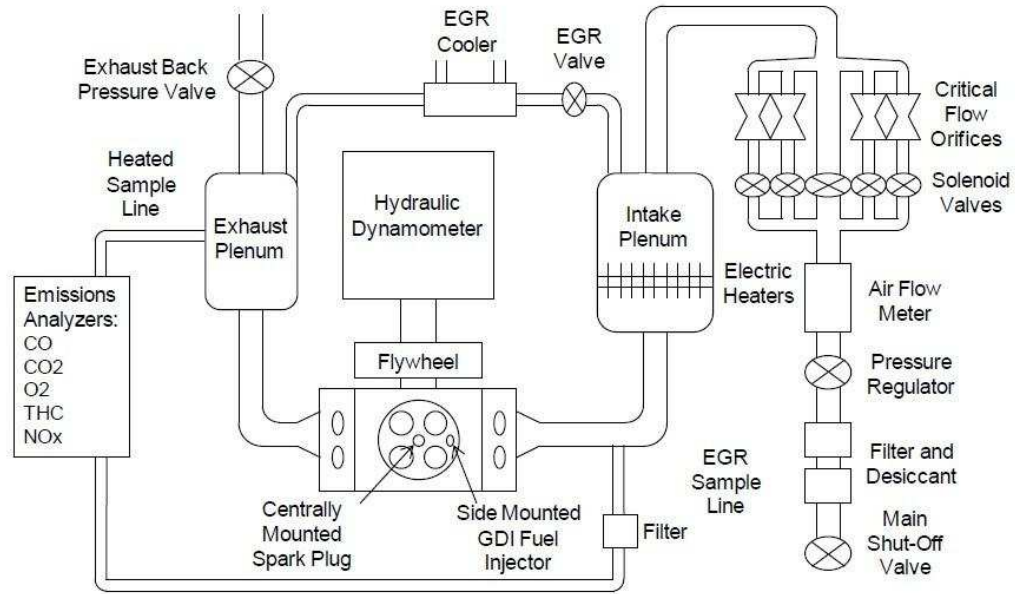 EGR
Cooler
EGR
Valve
Exhaust Back
Pressure Valve
Critical
Flow
Orifices
Heated
Sample
Line
Solenoid
Valves
Exhaust
Plenum
Hydraulic
Dynamometer
Intake
Plenum
Electric
Heaters
Air Flow
Meter
Emissions
Analyzers:
CO
CO2
O2
THC
NOx
Flywheel
Pressure
Regulator
Filter and
Desiccant
EGR
Sample
Line
Centrally
Mounted
Spark Plug
Side Mounted
GDI Fuel
Injector
Filter
Main
Shut-Off
Valve